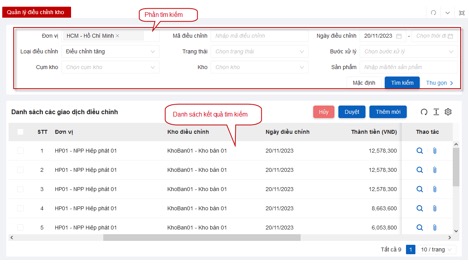 Quản lý điều chỉnh kho
Phần tìm kiếm
Đơn vị HCM - Hồ Chí Minh × Mã điều chỉnh Nhập mã điều chỉnh Ngày điều chỉnh 20/11/2023 - Chọn thời đi
Loại điều chỉnh Điều chỉnh tăng Trạng thái Chọn trạng thái Bước xử lý Chọn bước xử lý
Cụm kho Chọn cụm kho Kho Chọn kho Sản phẩm Nhập mã/tên sản phẩm
Mặc định Tìm kiếm Thu gọn
Danh sách các giao dịch điều chỉnh Danh sách kết quả tìm kiếm Hủy Duyệt Thêm mới
STT Đơn vị Kho điều chỉnh Ngày điều chỉnh Thành tiền (VNĐ) Thao tác
1 HP01 - NPP Hiệp phát 01 KhoBan01 - Kho bán 01 20/11/2023 12,578,300
2 HP01 - NPP Hiệp phát 01 KhoBan01 - Kho bán 01 20/11/2023 12,578,300
3 HP01 - NPP Hiệp phát 01 KhoBan01 - Kho bán 01 20/11/2023 12,578,300
4 HP01 - NPP Hiệp phát 01 KhoBan01 - Kho bán 01 20/11/2023 8,663,600
5 HP01 - NPP Hiệp phát 01 KhoBan01 - Kho bán 01 20/11/2023 6,053,800
Tất cả 9 1 10 / trang